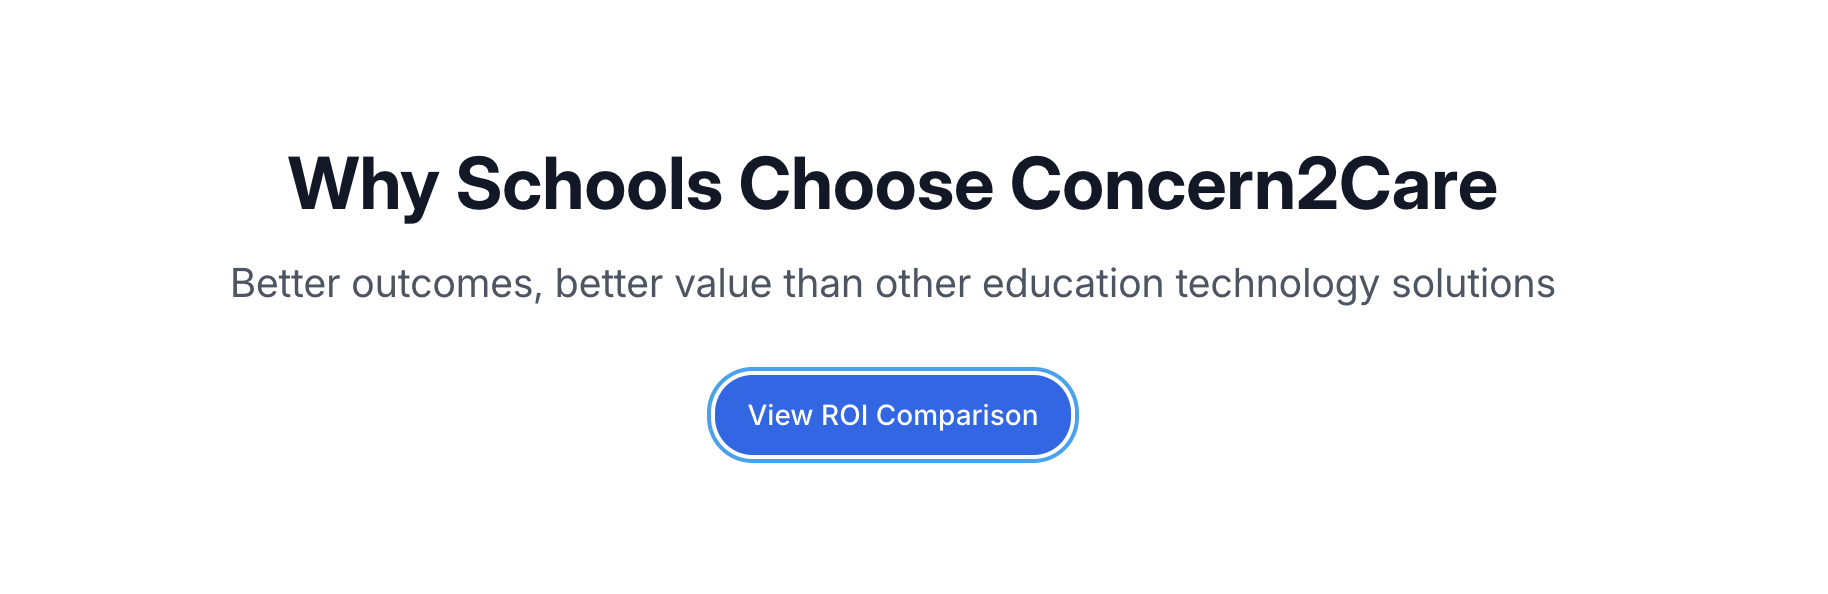 Why Schools Choose Concern2Care
Better outcomes, better value than other education technology solutions
View ROI Comparison